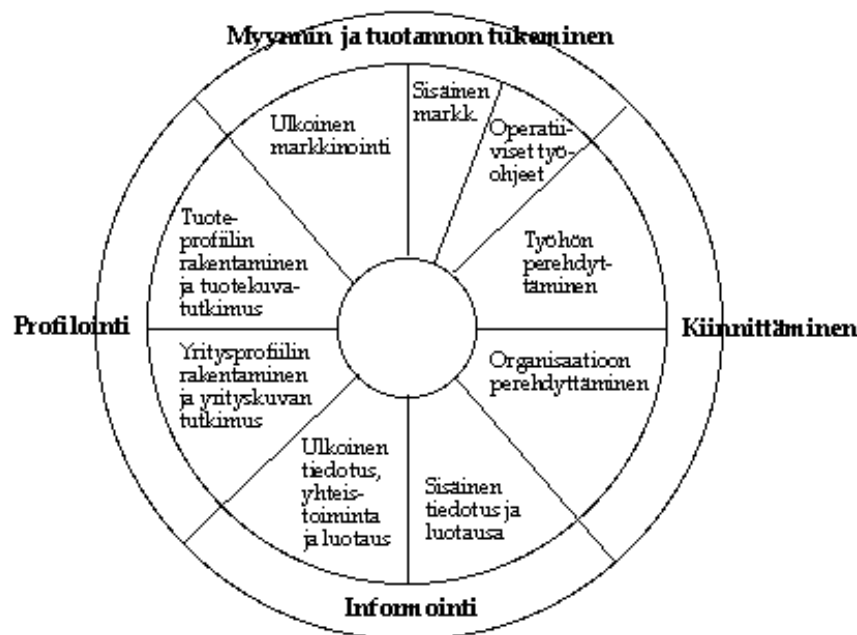 Myynnin ja tuotannon tukeminen
Ulkoinen
markkinointi
Sisäinen
markk.
Operatii-
viset työ-
ohjeet
Tuote-
profiilin
rakentaminen
ja tuotekuva-
tutkimus
Työhön
perehdyt-
täminen
Profilointi
Kiinnittäminen
Yritysprofiilin
rakentaminen
ja yrityskuvan
tutkimus
Organisaatioon
perehdyttäminen
Ulkoinen
tiedotus,
yhteis-
toiminta
ja luotaus
Sisäinen
tiedotus ja
luotausa
Informointi